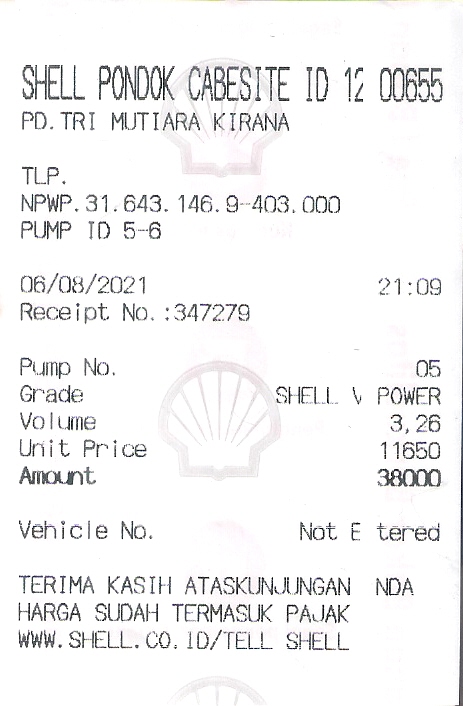 SHELL PONDOK CABESITE ID 12 00655
PD.TRI MUTIARA KIRANA
TLP.
NPWP.31.643.146.9-403.000
PUMP ID 5-6
06/08/2021 21:09
Receipt No.:347279
Pump No. 05
Grade SHELL V POWER
Volume 3,26
Unit Price 11650
Amount 38000
Vehicle No. Not E tered
TERIMA KASIH ATASKUNJUNGAN NDA
HARGA SUDAH TERMASUK PAJAK
WWW.SHELL.CO.ID/TELL SHELL